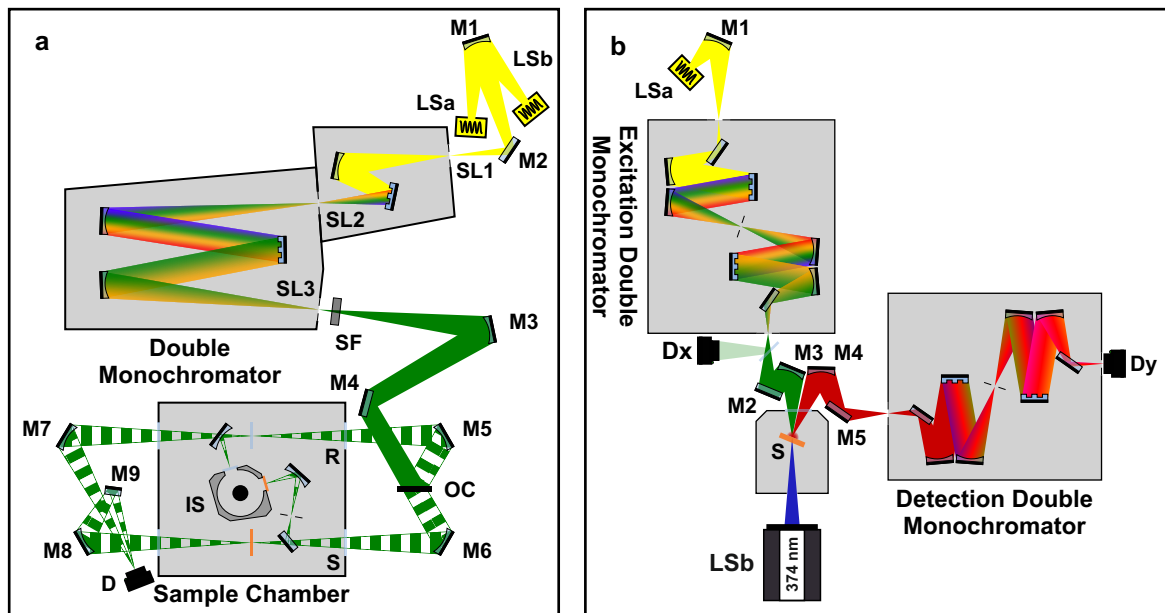 a
M1
LSb
LSa
M2
SL1
SL2
SL3
SF
M3
Double
Monochromator
M4
M7
M5
R
M9
IS
OC
M8
M6
D
S
Sample Chamber
b
M1
LSa
Excitation Double
Monochromator
Dx
M3
M4
Dy
M2
M5
S
Detection Double
Monochromator
LSb
374 nm